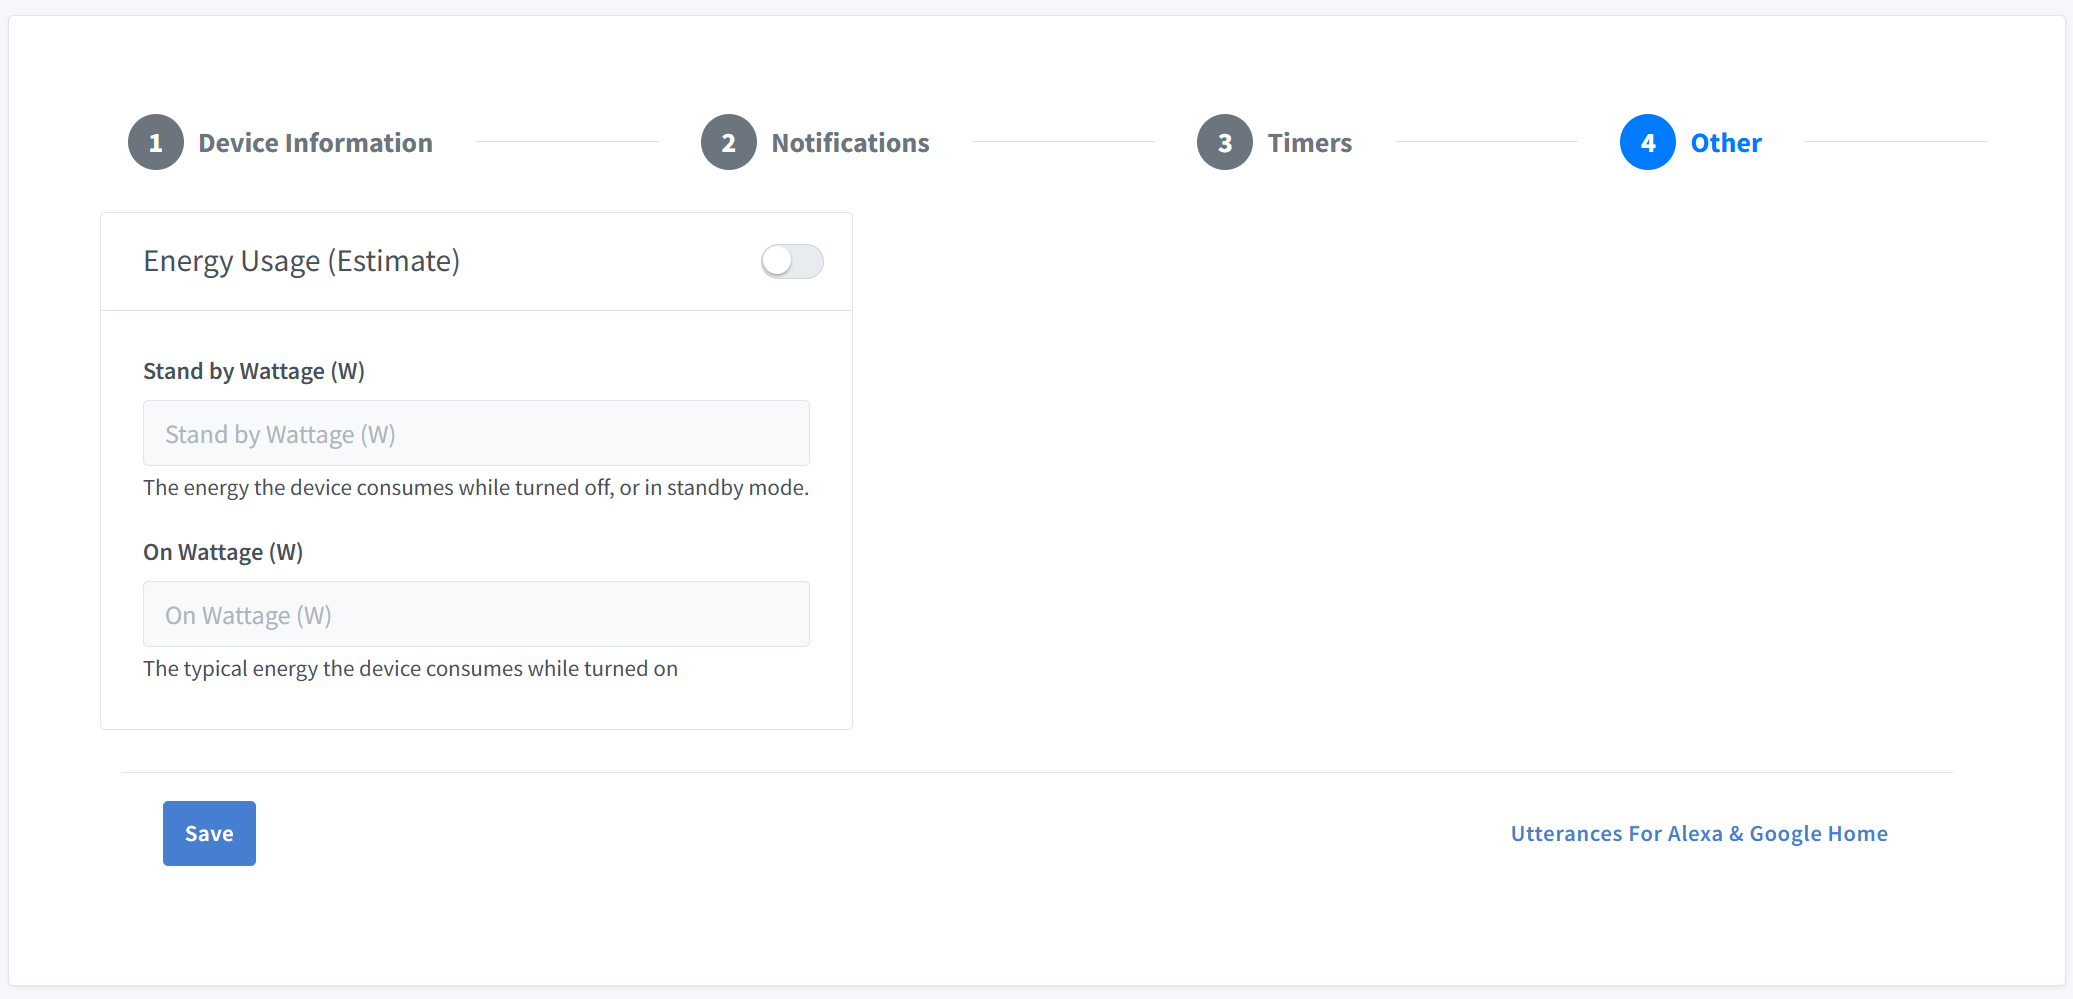 1 Device Information 2 Notifications 3 Timers 4 Other
Energy Usage (Estimate)
Stand by Wattage (W)
Stand by Wattage (W)
The energy the device consumes while turned off, or in standby mode.
On Wattage (W)
On Wattage (W)
The typical energy the device consumes while turned on
Save Utterances For Alexa & Google Home